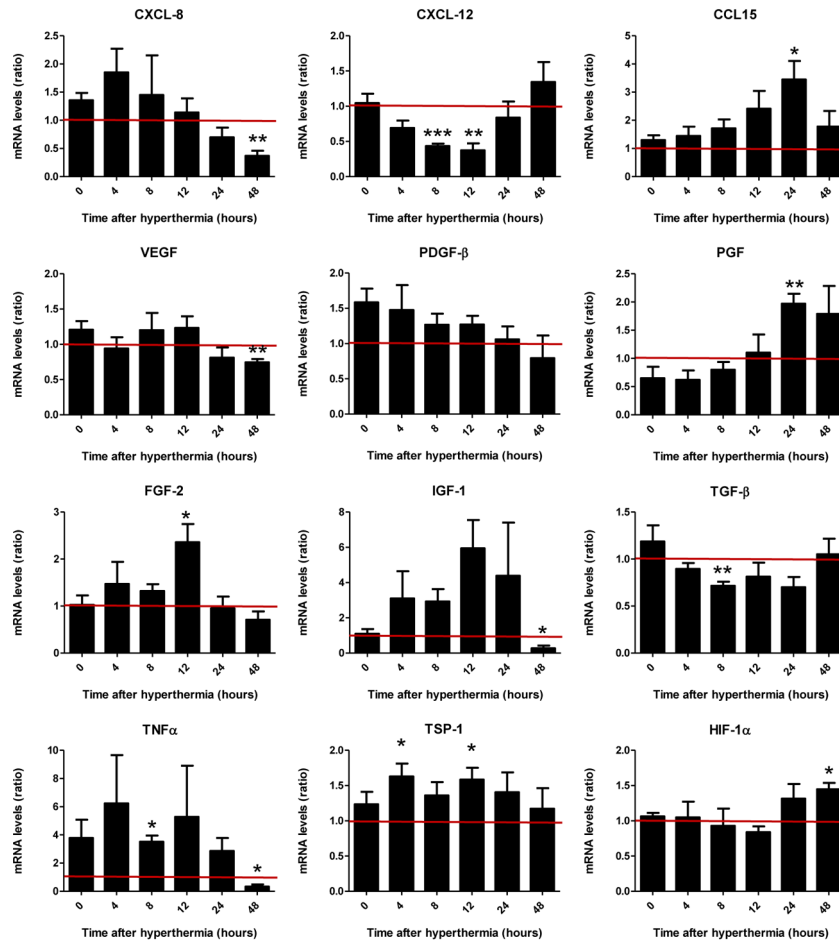 CXCL-8
mRNA levels (ratio)
2.5
2.0
1.5
1.0
0.5
0.0
**
0 4 8 12 24 48
Time after hyperthermia (hours)
CXCL-12
mRNA levels (ratio)
2.0
1.5
1.0
0.5
0.0
*** **
0 4 8 12 24 48
Time after hyperthermia (hours)
CCL15
mRNA levels (ratio)
5
4
3
2
1
0
*
0 4 8 12 24 48
Time after hyperthermia (hours)
VEGF
mRNA levels (ratio)
2.0
1.5
1.0
0.5
0.0
**
0 4 8 12 24 48
Time after hyperthermia (hours)
PDGF-β
mRNA levels (ratio)
2.0
1.5
1.0
0.5
0.0
0 4 8 12 24 48
Time after hyperthermia (hours)
PGF
mRNA levels (ratio)
2.5
2.0
1.5
1.0
0.5
0.0
**
0 4 8 12 24 48
Time after hyperthermia (hours)
FGF-2
mRNA levels (ratio)
3
2
1
0
*
0 4 8 12 24 48
Time after hyperthermia (hours)
IGF-1
mRNA levels (ratio)
8
6
4
2
0
*
0 4 8 12 24 48
Time after hyperthermia (hours)
TGF-β
mRNA levels (ratio)
1.5
1.0
0.5
0.0
**
0 4 8 12 24 48
Time after hyperthermia (hours)
TNFα
mRNA levels (ratio)
10
8
6
4
2
0
* *
0 4 8 12 24 48
Time after hyperthermia (hours)
TSP-1
mRNA levels (ratio)
2.0
1.5
1.0
0.5
0.0
* *
0 4 8 12 24 48
Time after hyperthermia (hours)
HIF-1α
mRNA levels (ratio)
2.0
1.5
1.0
0.5
0.0
*
0 4 8 12 24 48
Time after hyperthermia (hours)